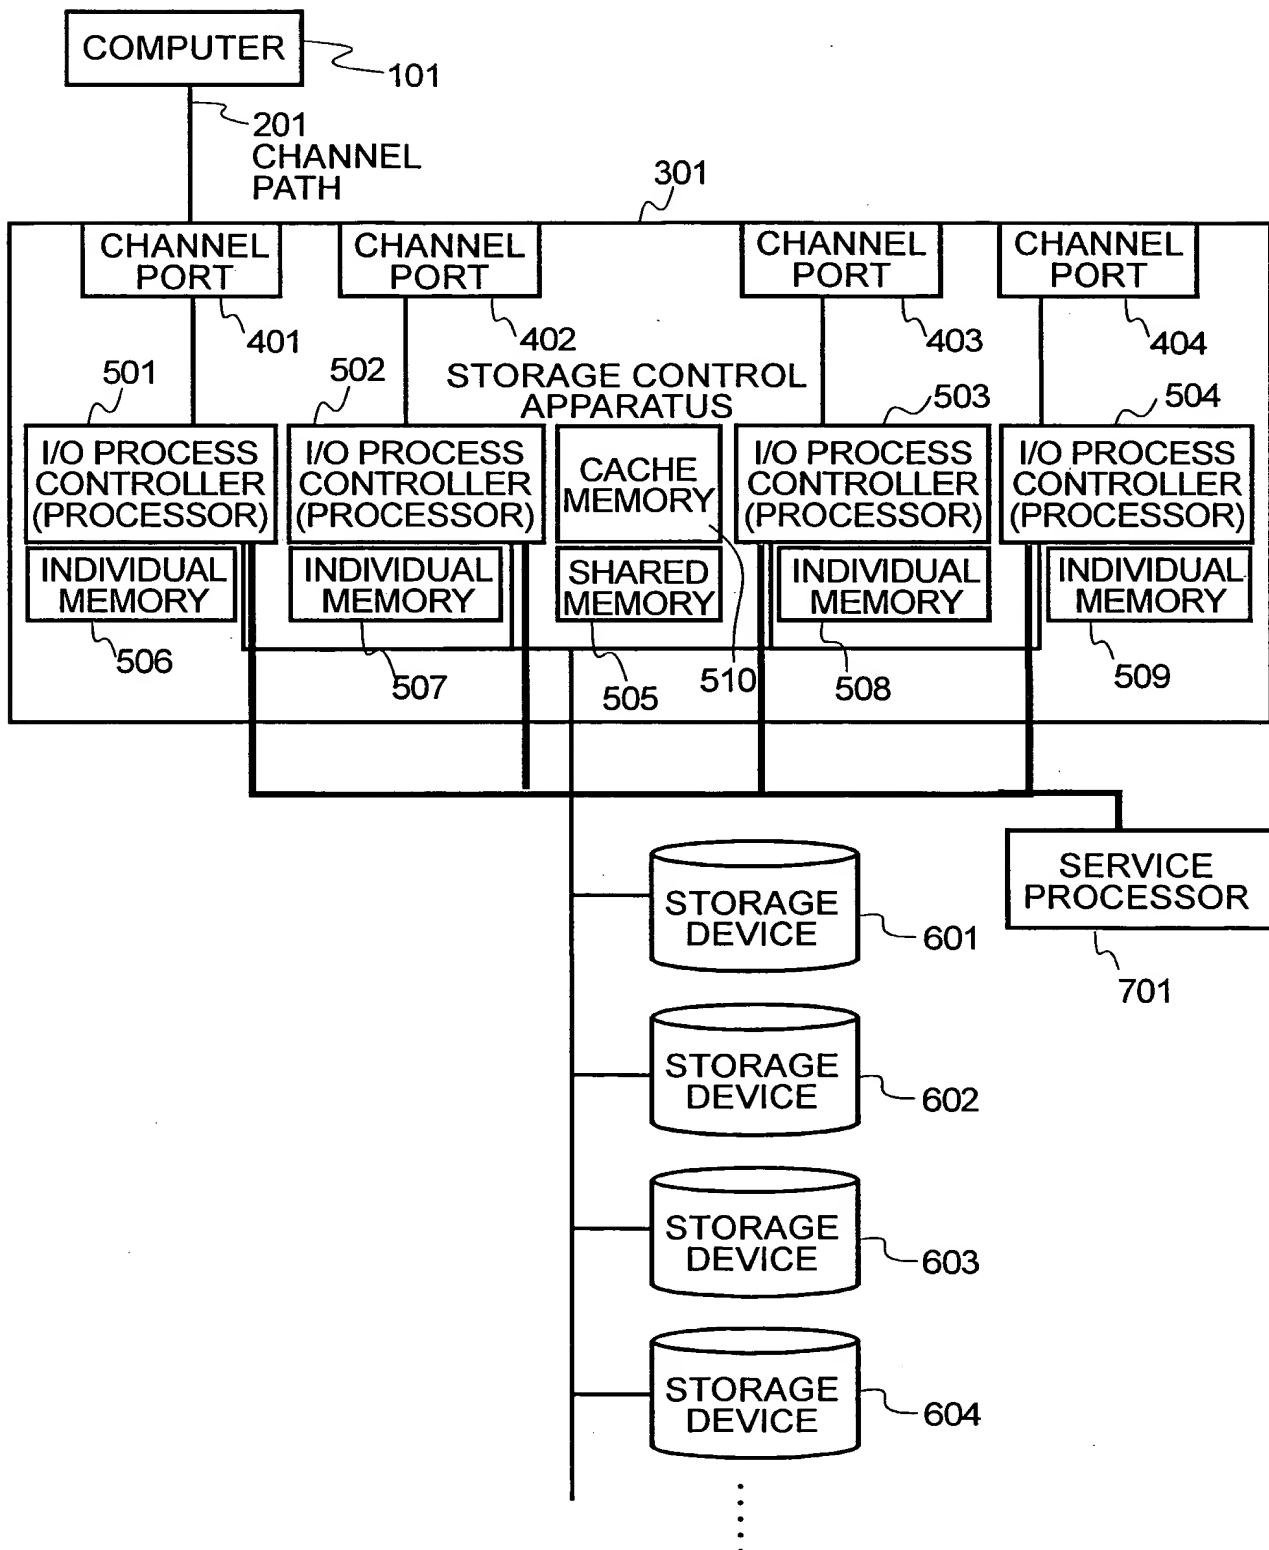 COMPUTER
101
201
CHANNEL
PATH
301
CHANNEL
PORT
401
CHANNEL
PORT
402
CHANNEL
PORT
403
CHANNEL
PORT
404
STORAGE CONTROL
APPARATUS
501
I/O PROCESS
CONTROLLER
(PROCESSOR)
502
I/O PROCESS
CONTROLLER
(PROCESSOR)
CACHE
MEMORY
503
I/O PROCESS
CONTROLLER
(PROCESSOR)
504
I/O PROCESS
CONTROLLER
(PROCESSOR)
INDIVIDUAL
MEMORY
506
INDIVIDUAL
MEMORY
507
SHARED
MEMORY
505
510
INDIVIDUAL
MEMORY
508
INDIVIDUAL
MEMORY
509
SERVICE
PROCESSOR
701
STORAGE
DEVICE
601
STORAGE
DEVICE
602
STORAGE
DEVICE
603
STORAGE
DEVICE
604